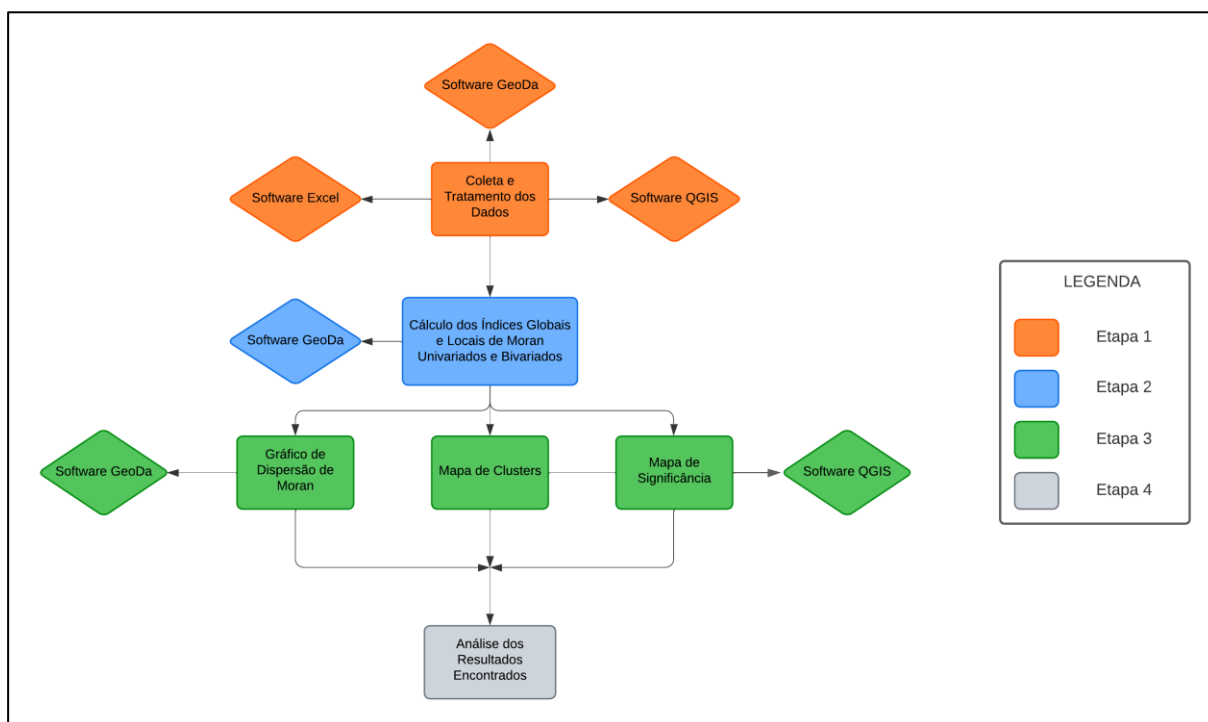 Software GeoDa
Software Excel
Coleta e
Tratamento dos
Dados
Software QGIS
Software GeoDa
Cálculo dos Índices Globais
e Locais de Moran
Univariados e Bivariados
Software GeoDa
Gráfico de
Dispersão de
Moran
Mapa de Clusters
Mapa de
Significância
Software QGIS
Análise dos
Resultados
Encontrados
LEGENDA
Etapa 1
Etapa 2
Etapa 3
Etapa 4